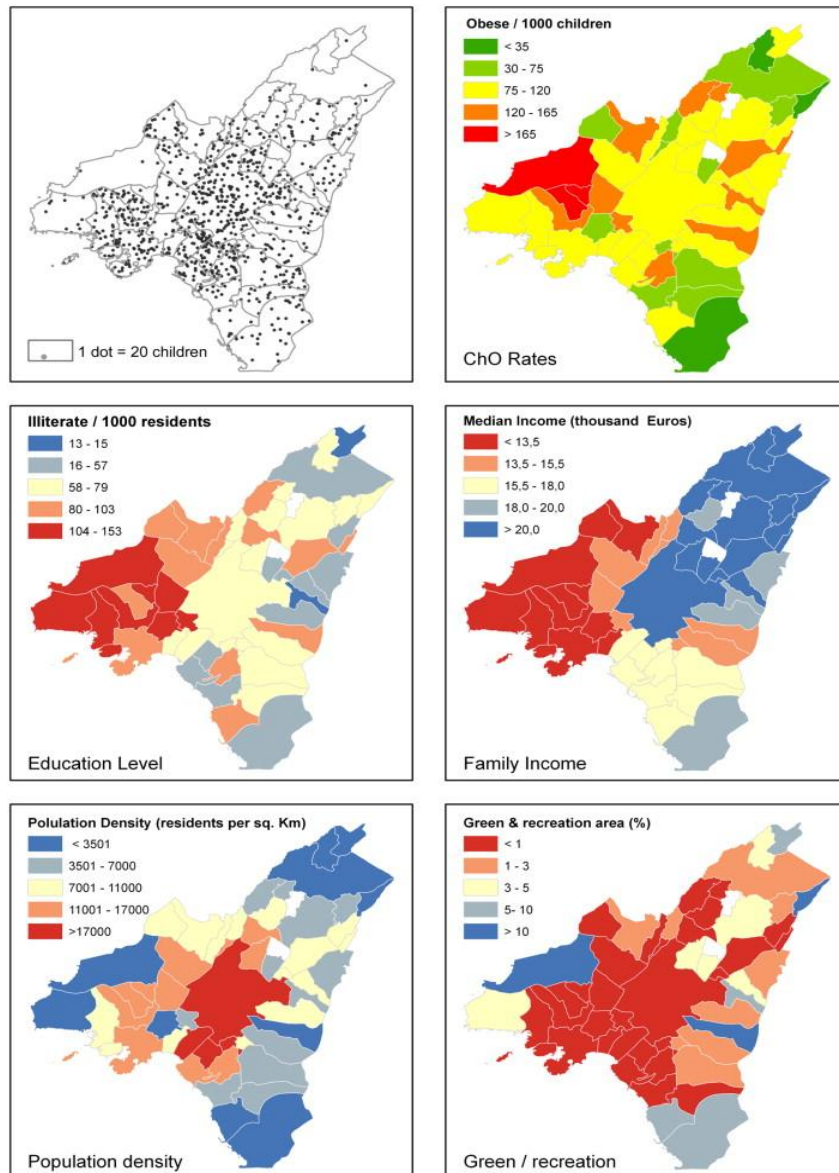 1 dot = 20 children
Obese / 1000 children
< 35
30 - 75
75 - 120
120 - 165
> 165
ChO Rates
Illiterate / 1000 residents
13 - 15
16 - 57
58 - 79
80 - 103
104 - 153
Education Level
Median Income (thousand Euros)
< 13,5
13,5 - 15,5
15,5 - 18,0
18,0 - 20,0
> 20,0
Family Income
Polulation Density (residents per sq. Km)
< 3501
3501 - 7000
7001 - 11000
11001 - 17000
>17000
Population density
Green & recreation area (%)
< 1
1 - 3
3 - 5
5- 10
> 10
Green / recreation